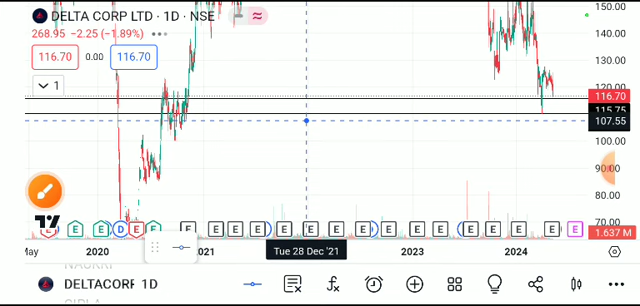 DELTA CORP LTD · 1D · NSE
268.95 −2.25 (−1.89%) •••
116.70 0.00 116.70
1
150.00
130.00
120.00
116.70
115.75
107.55
100.00
90.00
80.00
70.00
1.637 M
E E E D E E E E E E E E E E E E E E E E E E
May 2020 2021 Tue 28 Dec '21 2023 2024
NAUKRI
DELTACORP 1D
CIPLA